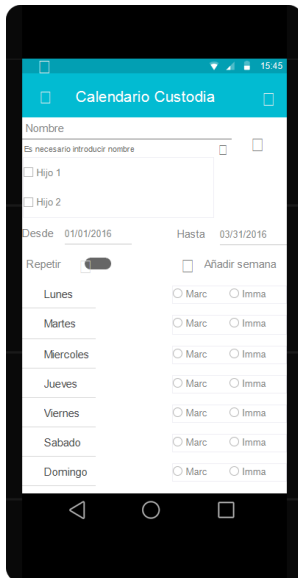 15:45
Calendario Custodia
Nombre
Es necesario introducir nombre
Hijo 1
Hijo 2
Desde 01/01/2016 Hasta 03/31/2016
Repetir Añadir semana
Lunes Marc Imma
Martes Marc Imma
Miercoles Marc Imma
Jueves Marc Imma
Viernes Marc Imma
Sabado Marc Imma
Domingo Marc Imma